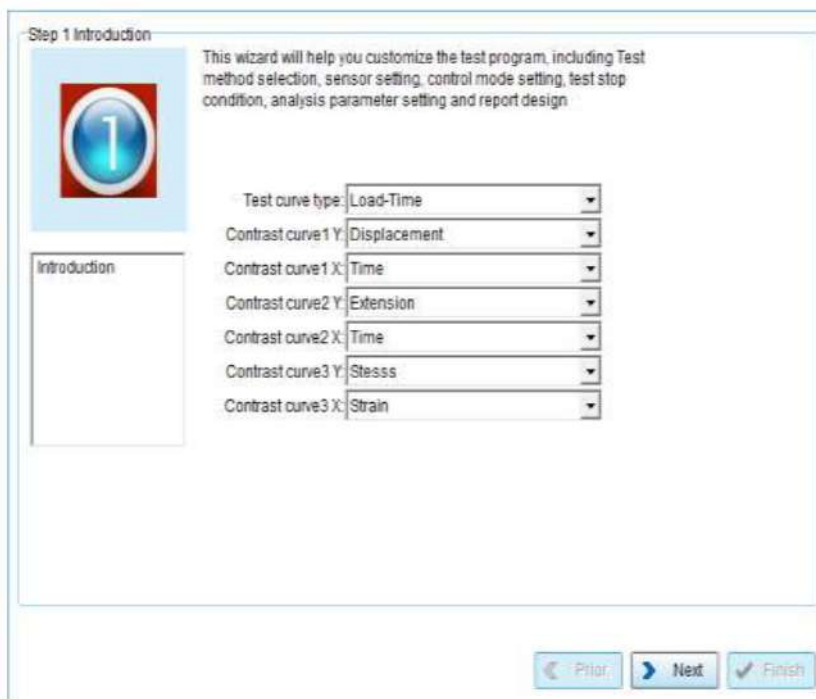 Step 1 Introduction
This wizard will help you customize the test program, including Test
method selection, sensor setting, control mode setting, test stop
condition, analysis parameter setting and report design
1
Test curve type: Load-Time
Contrast curve1 Y: Displacement
Introduction
Contrast curve1 X: Time
Contrast curve2 Y: Extension
Contrast curve2 X: Time
Contrast curve3 Y: Stesss
Contrast curve3 X: Strain
Prior
Next
Finish